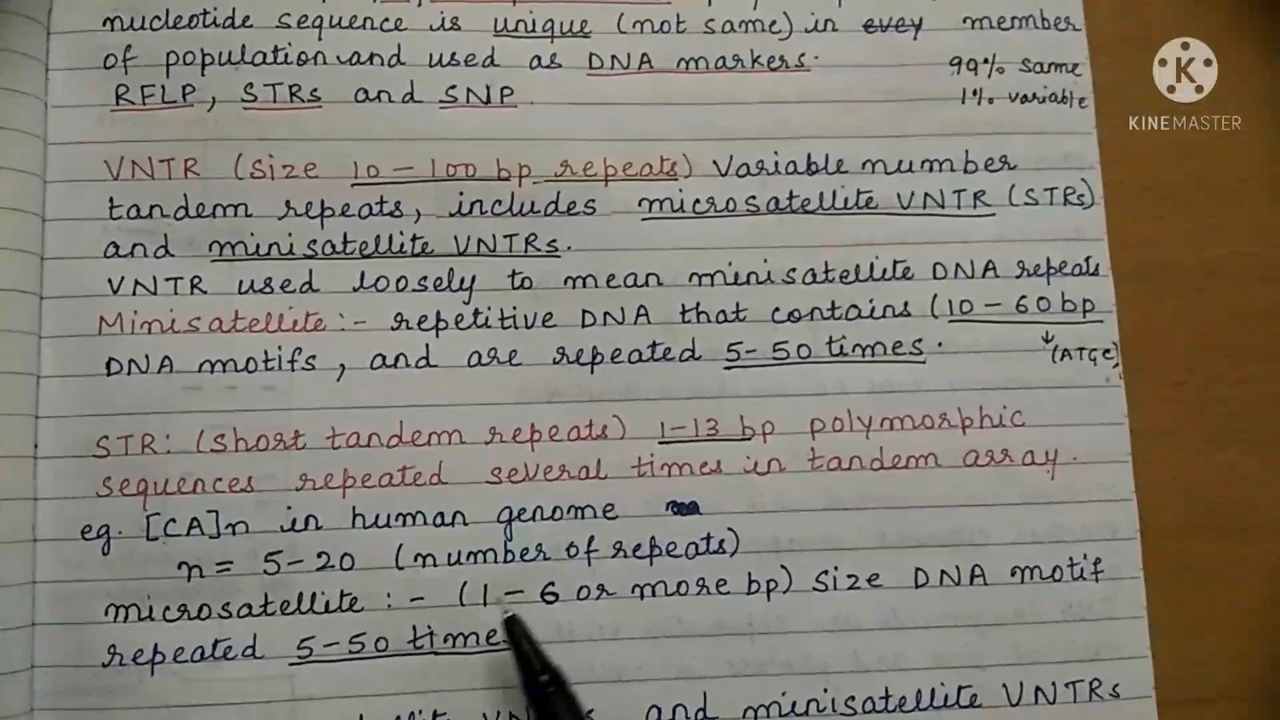 nucleotide sequence is unique (not same) in evey member
of population and used as DNA markers.
99% same
RFLP, STRs and SNP
1% variable
K
KINEMASTER
VNTR (size 10-100 bp repeats) Variable number
tandem repeats, includes microsatellite VNTR (STRs)
and minisatellite VNTRs.
VNTR used loosely to mean minisatellite DNA repeats
Minisatellite:- repetitive DNA that contains (10-60 bp
DNA motifs, and are repeated 5-50 times.
(ATGC)
STR: (short tandem repeats) 1-13 bp polymorphic
sequences repeated several times in tandem array.
eg. [CA]n in human genome
n = 5-20 (number of repeats)
microsatellite :- (1-6 or more bp) size DNA motif
repeated 5-50 time
and minisatellite VNTRs